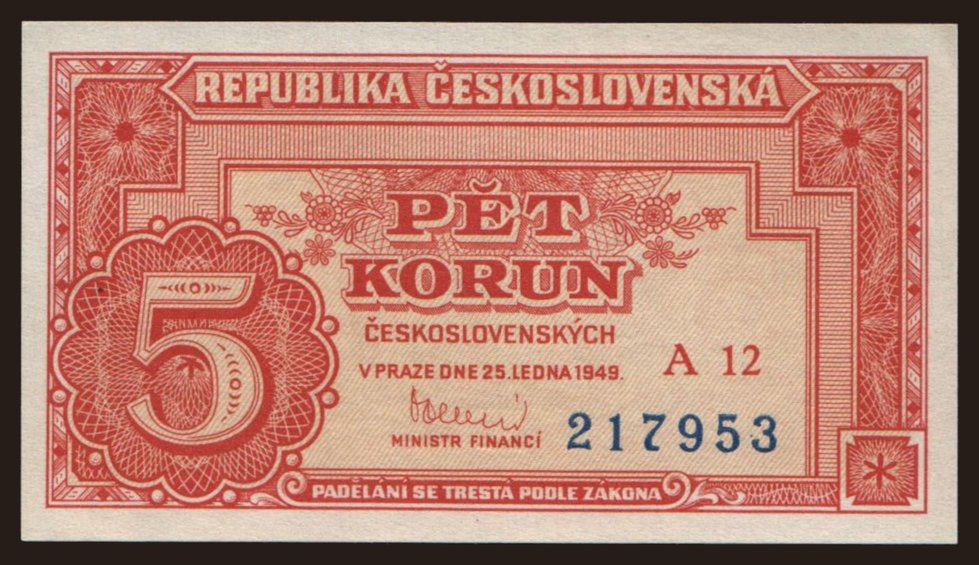 REPUBLIKA ČESKOSLOVENSKÁ
PĚT
KORUN
ČESKOSLOVENSKÝCH
V PRAZE DNE 25. LEDNA 1949.
A 12
MINISTR FINANCÍ
217953
5
PADĚLÁNÍ SE TRESTÁ PODLE ZÁKONA